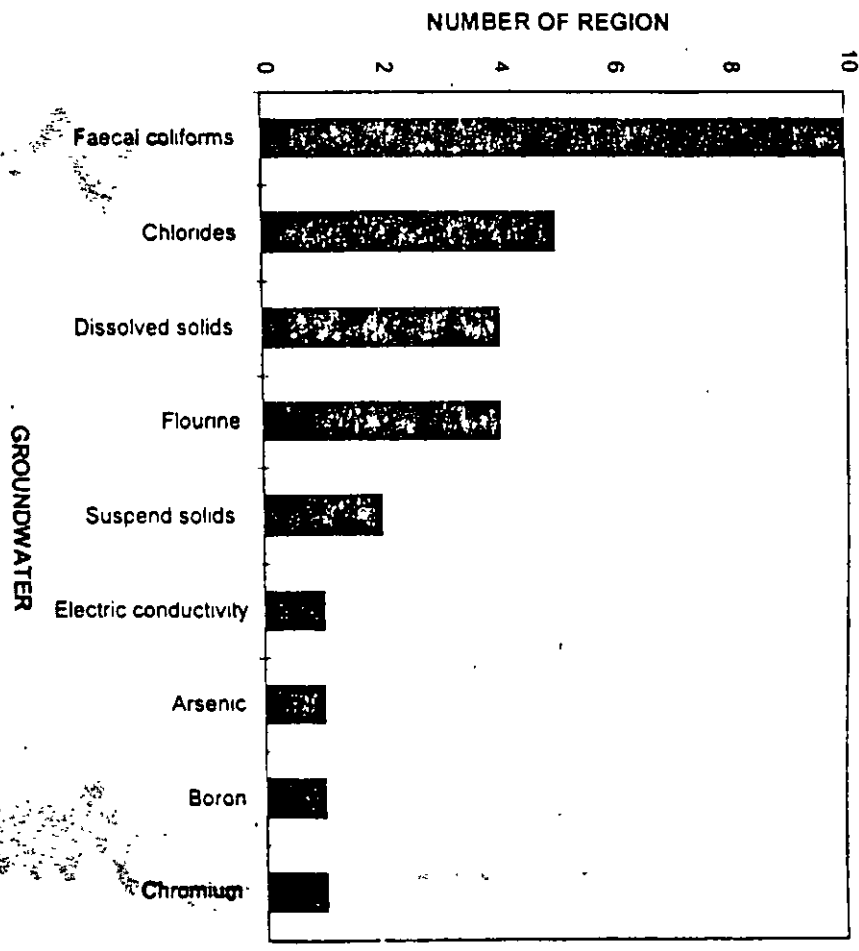 NUMBER OF REGION
0 2 4 6 8 10
Faecal coliforms
Chlorides
Dissolved solids
Flourine
Suspend solids
Electric conductivity
Arsenic
Boron
Chromium
GROUNDWATER